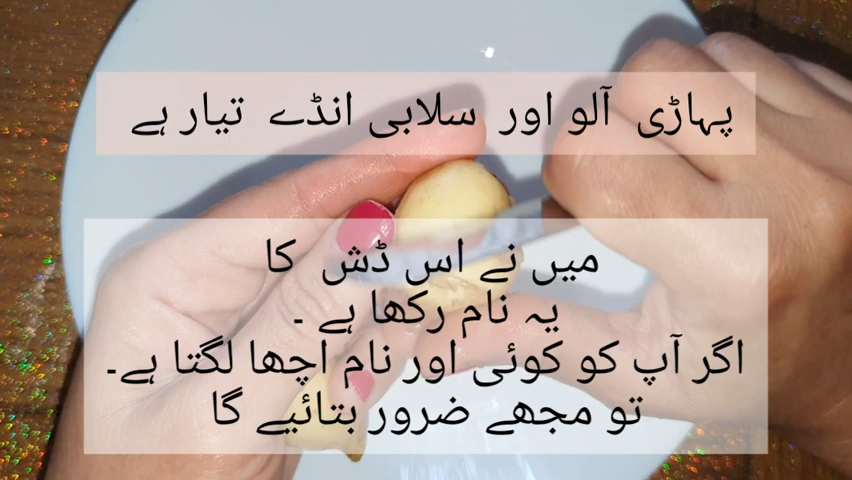 پہاڑی آلو اور سلابی انڈے تیار ہے
میں نے اس ڈش کا
یہ نام رکھا ہے ۔
اگر آپ کو کوئی اور نام اچھا لگتا ہے۔
تو مجھے ضرور بتائیے گا